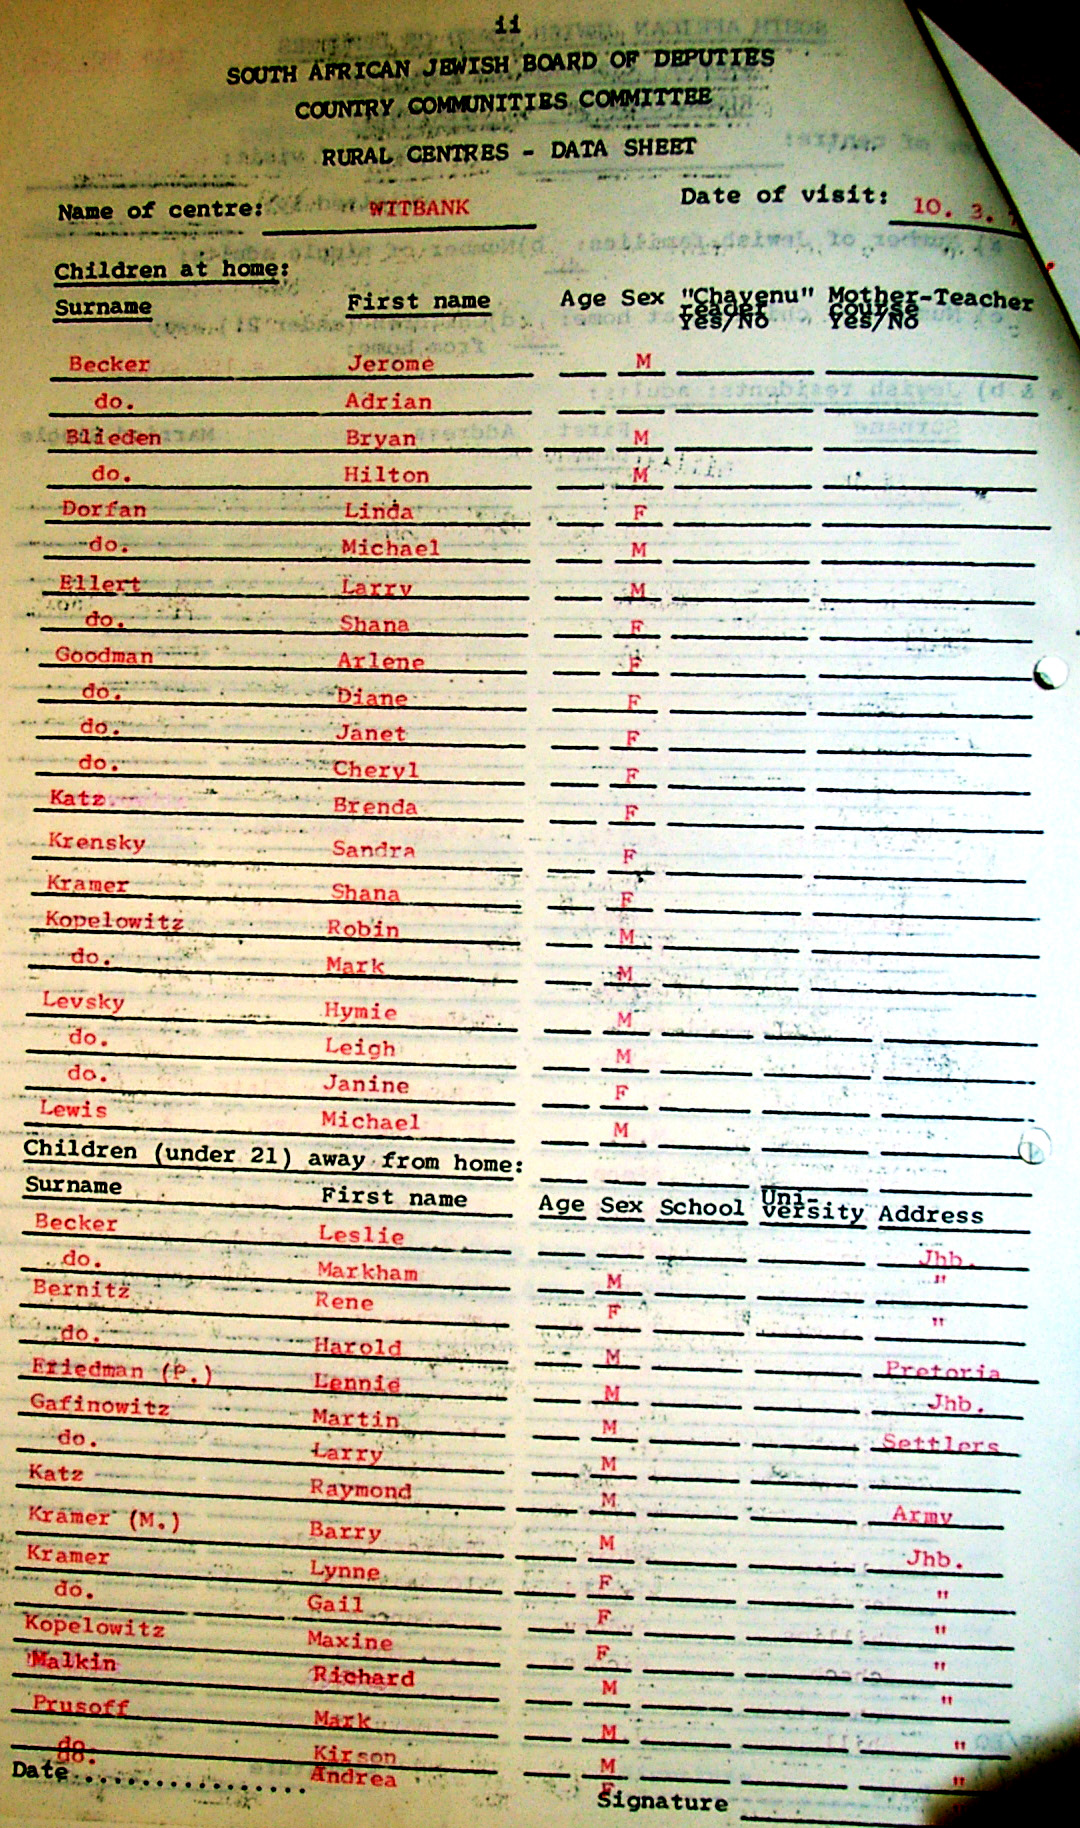 ii
SOUTH AFRICAN JEWISH BOARD OF DEPUTIES
COUNTRY COMMUNITIES COMMITTEE
RURAL CENTRES - DATA SHEET
Name of centre: WITBANK Date of visit: 10. 3.
Children at home:
Surname First name Age Sex "Chavenu" Leader Yes/No Mother-Teacher course Yes/No
Becker Jerome M
do. Adrian
Blieden Bryan M
do. Hilton M
Dorfan Linda F
do. Michael M
Ellert Larry M
do. Shana F
Goodman Arlene F
do. Diane F
do. Janet F
do. Cheryl F
Katz Brenda F
Krensky Sandra F
Kramer Shana F
Kopelowitz Robin M
do. Mark M
Levsky Hymie M
do. Leigh M
do. Janine F
Lewis Michael M
Children (under 21) away from home:
Surname First name Age Sex School Uni-versity Address
Becker Leslie Jhb.
do. Markham M "
Bernitz Rene F "
do. Harold M Pretoria
Friedman (P.) Lennie M Jhb.
Gafinowitz Martin M Settlers
do. Larry M
Katz Raymond M Army
Kramer (M.) Barry M Jhb.
Kramer Lynne F "
do. Gail F "
Kopelowitz Maxine F "
Malkin Richard M "
Prusoff Mark M "
do. Kirson M "
do. Andrea F
Date................. Signature